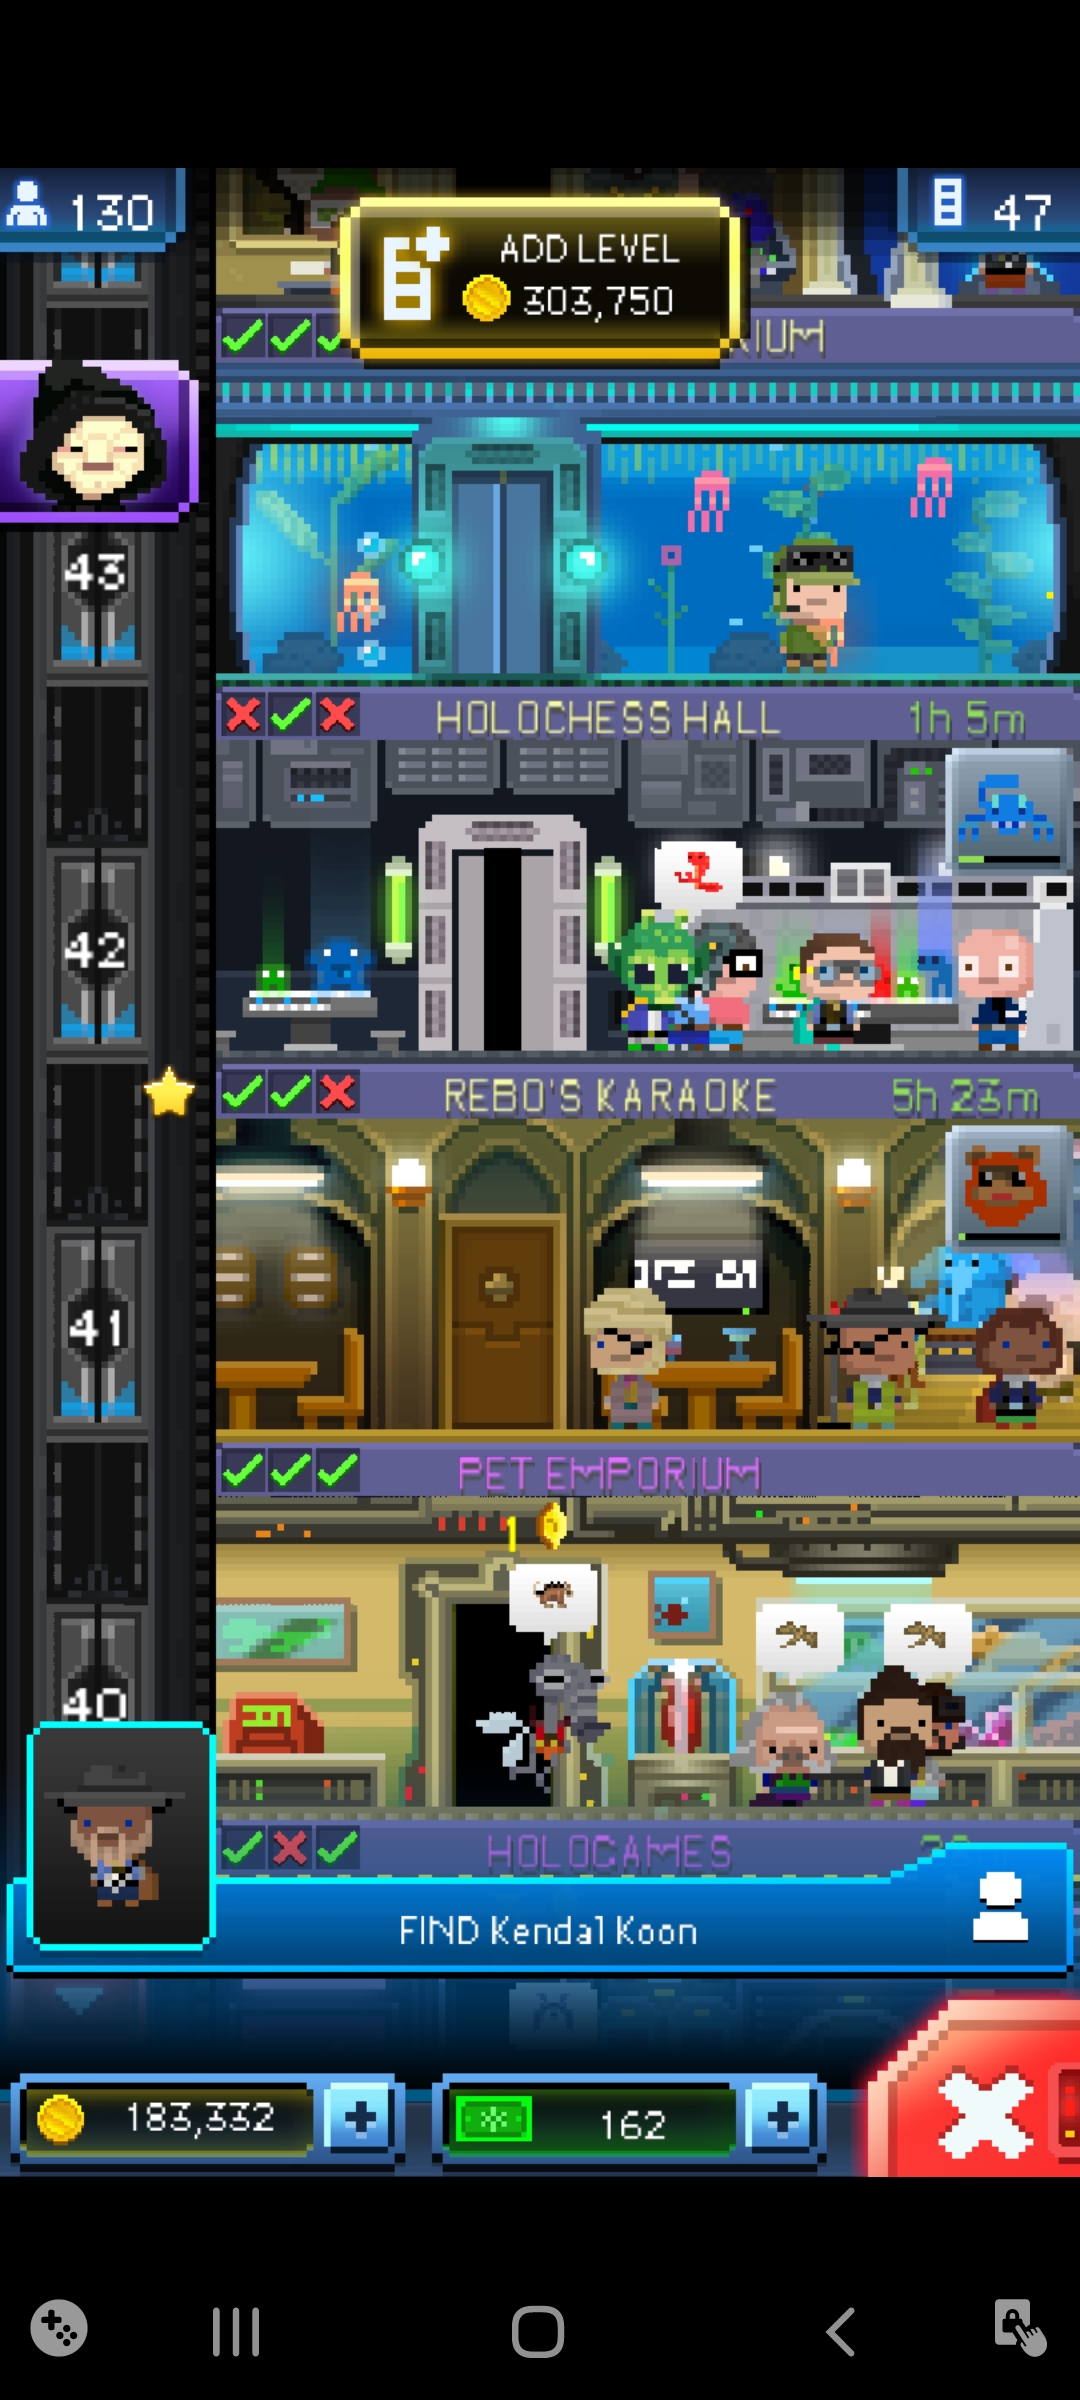 130
ADD LEVEL
303,750
47
RIUM
43
HOLOCHESS HALL
1h 5m
42
REBO'S KARAOKE
5h 23m
41
PET EMPORIUM
1
40
HOLOGAMES
FIND Kendal Koon
183,332
162